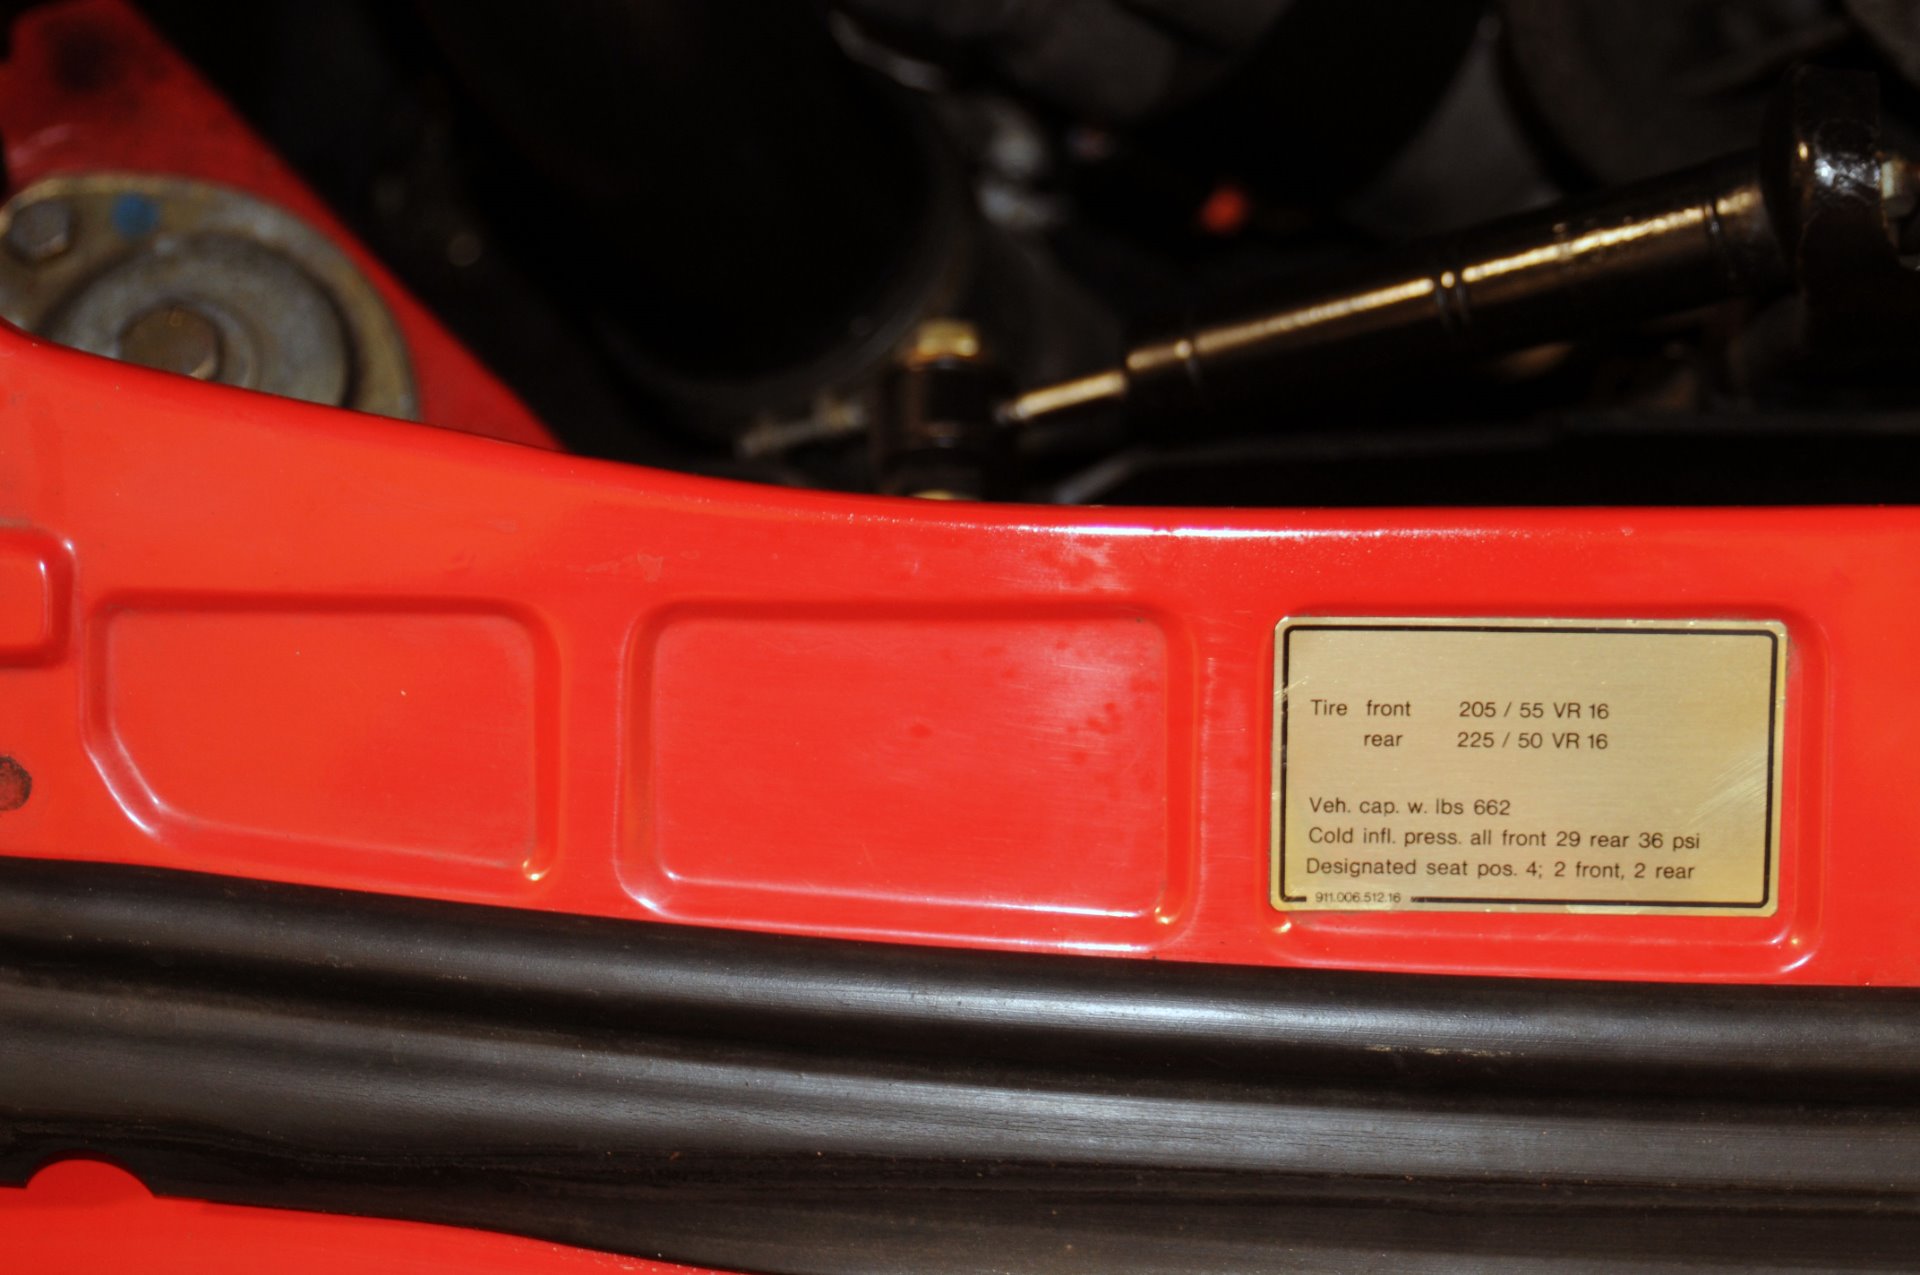 Tire front 205 / 55 VR 16
rear 225 / 50 VR 16
Veh. cap. w. lbs 662
Cold infl. press. all front 29 rear 36 psi
Designated seat pos. 4; 2 front, 2 rear
911.006.512.16